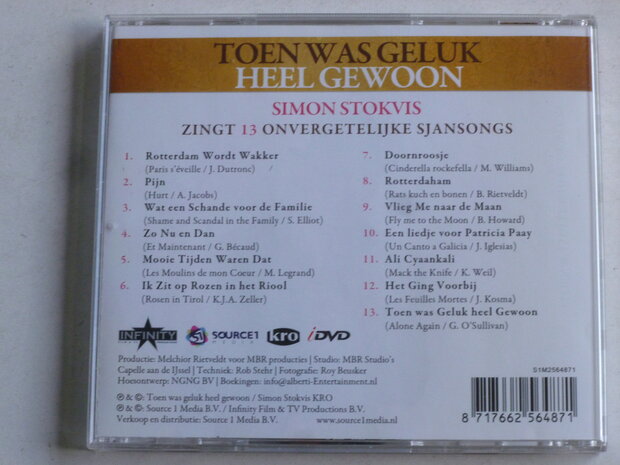 TOEN WAS GELUK
HEEL GEWOON
SIMON STOKVIS
ZINGT 13 ONVERGETELIJKE SJANSONGS
1. Rotterdam Wordt Wakker
(Paris s'éveille / J. Dutronc)
2. Pijn
(Hurt / A. Jacobs)
3. Wat een Schande voor de Familie
(Shame and Scandal in the Family / S. Elliot)
4. Zo Nu en Dan
(Et Maintenant / G. Bécaud)
5. Mooie Tijden Waren Dat
(Les Moulins de mon Coeur / M. Legrand)
6. Ik Zit op Rozen in het Riool
(Rosen in Tirol / K.J.A. Zeller)
7. Doornroosje
(Cinderella rockefella / M. Williams)
8. Rotterdaham
(Rats kuch en bonen / B. Rietveldt)
9. Vlieg Me naar de Maan
(Fly me to the Moon / B. Howard)
10. Een liedje voor Patricia Paay
(Un Canto a Galicia / J. Iglesias)
11. Ali Cyaankali
(Mack the Knife / K. Weil)
12. Het Ging Voorbij
(Les Feuilles Mortes / J. Kosma)
13. Toen was Geluk heel Gewoon
(Alone Again / G. O'Sullivan)
INFINITY
S1 SOURCE1
MEDIA
kro
iDVD
Productie: Melchior Rietveldt voor MBR producties | Studio: MBR Studio's
Capelle aan de IJssel | Techniek: Rob Stehr | Fotografie: Roy Beusker
Hoesontwerp: NGNG BV | Boekingen: info@alberti-Entertainment.nl
℗ & ©: Toen was geluk heel gewoon / Simon Stokvis KRO
℗ & ©: Source 1 Media B.V. / Infinity Film & TV Productions B.V.
Verkoop en distributie: Source 1 Media B.V.
www.source1media.nl
S1M2564871
8 717662 564871